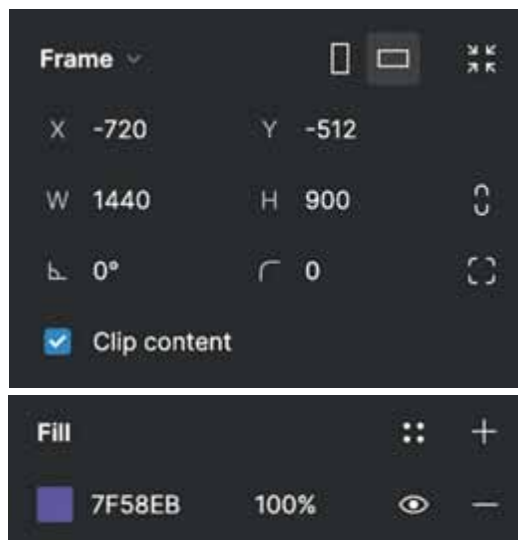 Frame
X -720 Y -512
W 1440 H 900
0° 0
Clip content
Fill
7F58EB 100%